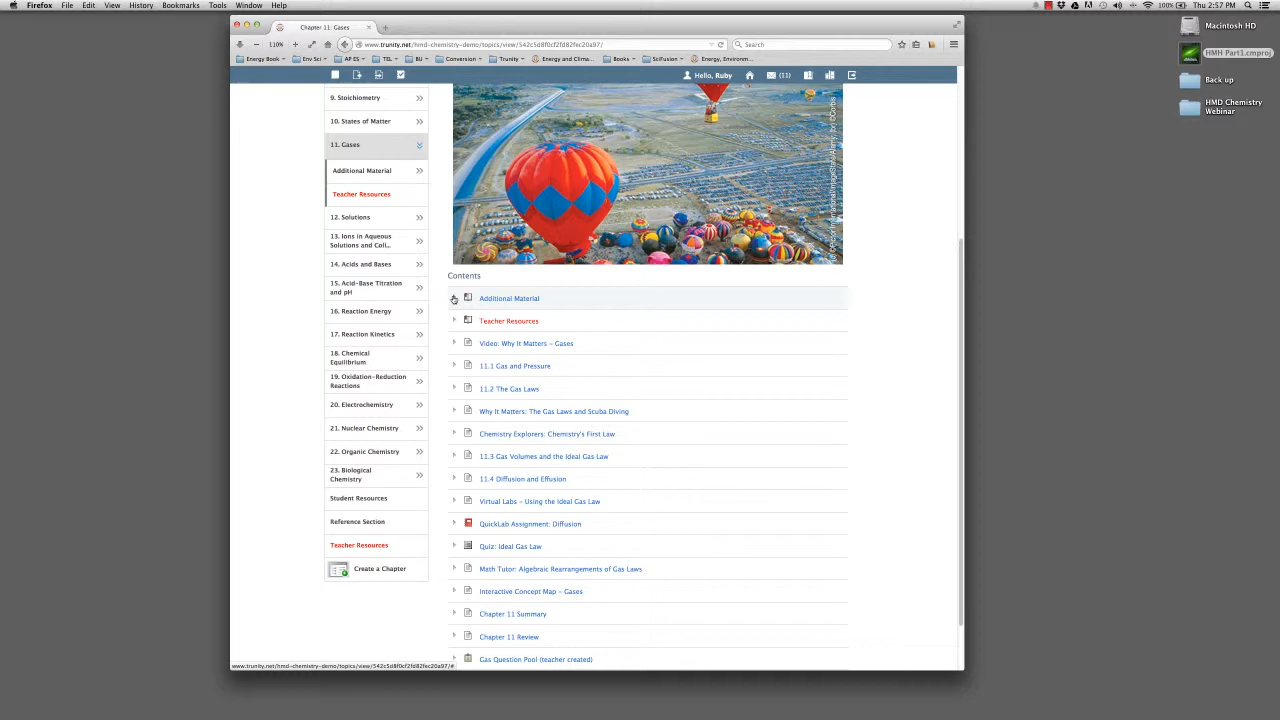 Firefox File Edit View History Bookmarks Tools Window Help
100% Thu 2:57 PM
Chapter 11: Gases
110%
www.trunity.net/hmd-chemistry-demo/topics/view/542c5d8f0cf2fd82fec20a97/
Search
Energy Book Env Sci AP ES TEL BU Conversion Trunity Energy and Clima... Books SciFusion Energy, Environm...
Hello, Ruby (11)
Macintosh HD
HMH Part1.cmproj
Back up
HMD Chemistry
Webinar
9. Stoichiometry
10. States of Matter
11. Gases
Additional Material
Teacher Resources
12. Solutions
13. Ions in Aqueous
Solutions and Coll...
14. Acids and Bases
15. Acid-Base Titration
and pH
16. Reaction Energy
17. Reaction Kinetics
18. Chemical
Equilibrium
19. Oxidation-Reduction
Reactions
20. Electrochemistry
21. Nuclear Chemistry
22. Organic Chemistry
23. Biological
Chemistry
Student Resources
Reference Section
Teacher Resources
Create a Chapter
Contents
Additional Material
Teacher Resources
Video: Why It Matters - Gases
11.1 Gas and Pressure
11.2 The Gas Laws
Why It Matters: The Gas Laws and Scuba Diving
Chemistry Explorers: Chemistry's First Law
11.3 Gas Volumes and the Ideal Gas Law
11.4 Diffusion and Effusion
Virtual Labs - Using the Ideal Gas Law
QuickLab Assignment: Diffusion
Quiz: Ideal Gas Law
Math Tutor: Algebraic Rearrangements of Gas Laws
Interactive Concept Map - Gases
Chapter 11 Summary
Chapter 11 Review
Gas Question Pool (teacher created)
www.trunity.net/hmd-chemistry-demo/topics/view/542c5d8f0cf2fd82fec20a97/#